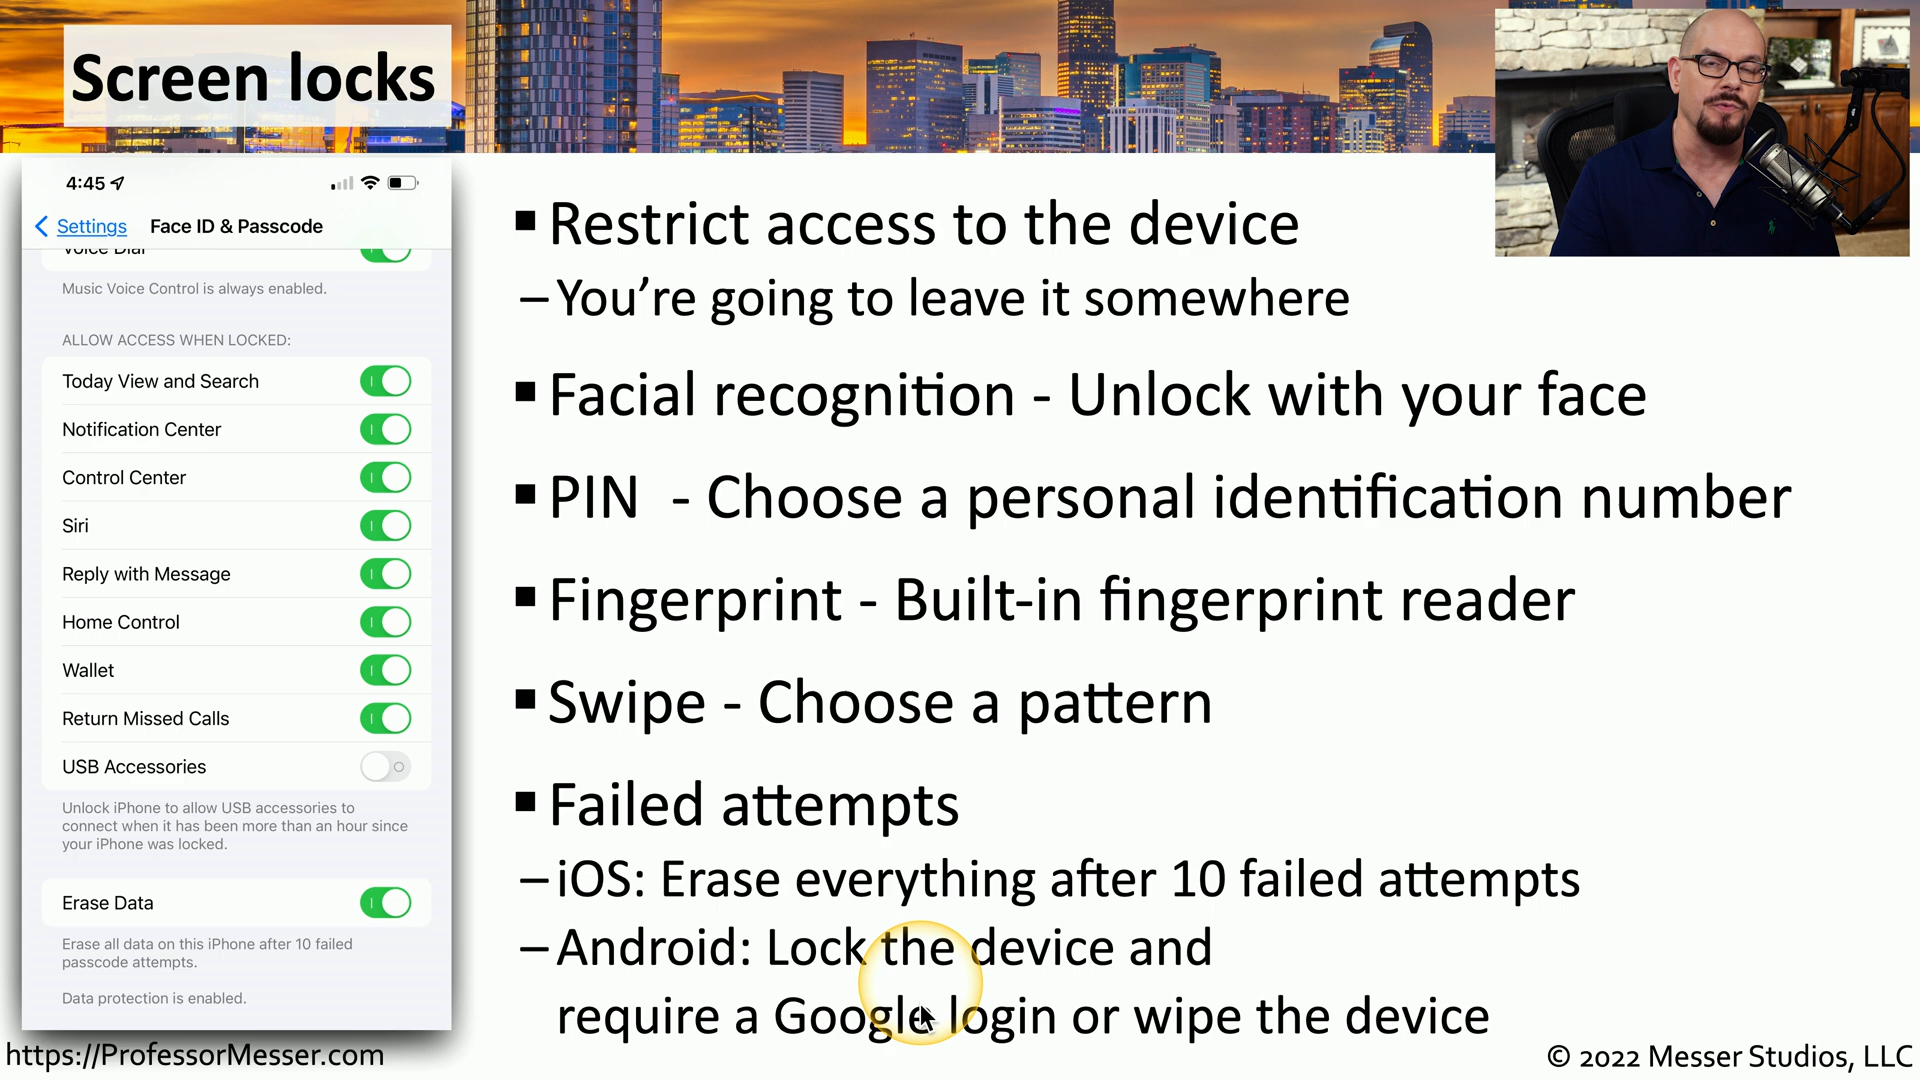 Screen locks
4:45
Settings
Face ID & Passcode
Voice Dial
Music Voice Control is always enabled.
ALLOW ACCESS WHEN LOCKED:
Today View and Search
Notification Center
Control Center
Siri
Reply with Message
Home Control
Wallet
Return Missed Calls
USB Accessories
Unlock iPhone to allow USB accessories to
connect when it has been more than an hour since
your iPhone was locked.
Erase Data
Erase all data on this iPhone after 10 failed
passcode attempts.
Data protection is enabled.
▪ Restrict access to the device
– You’re going to leave it somewhere
▪ Facial recognition - Unlock with your face
▪ PIN  - Choose a personal identification number
▪ Fingerprint - Built-in fingerprint reader
▪ Swipe - Choose a pattern
▪ Failed attempts
– iOS: Erase everything after 10 failed attempts
– Android: Lock the device and
require a Google login or wipe the device
https://ProfessorMesser.com
© 2022 Messer Studios, LLC